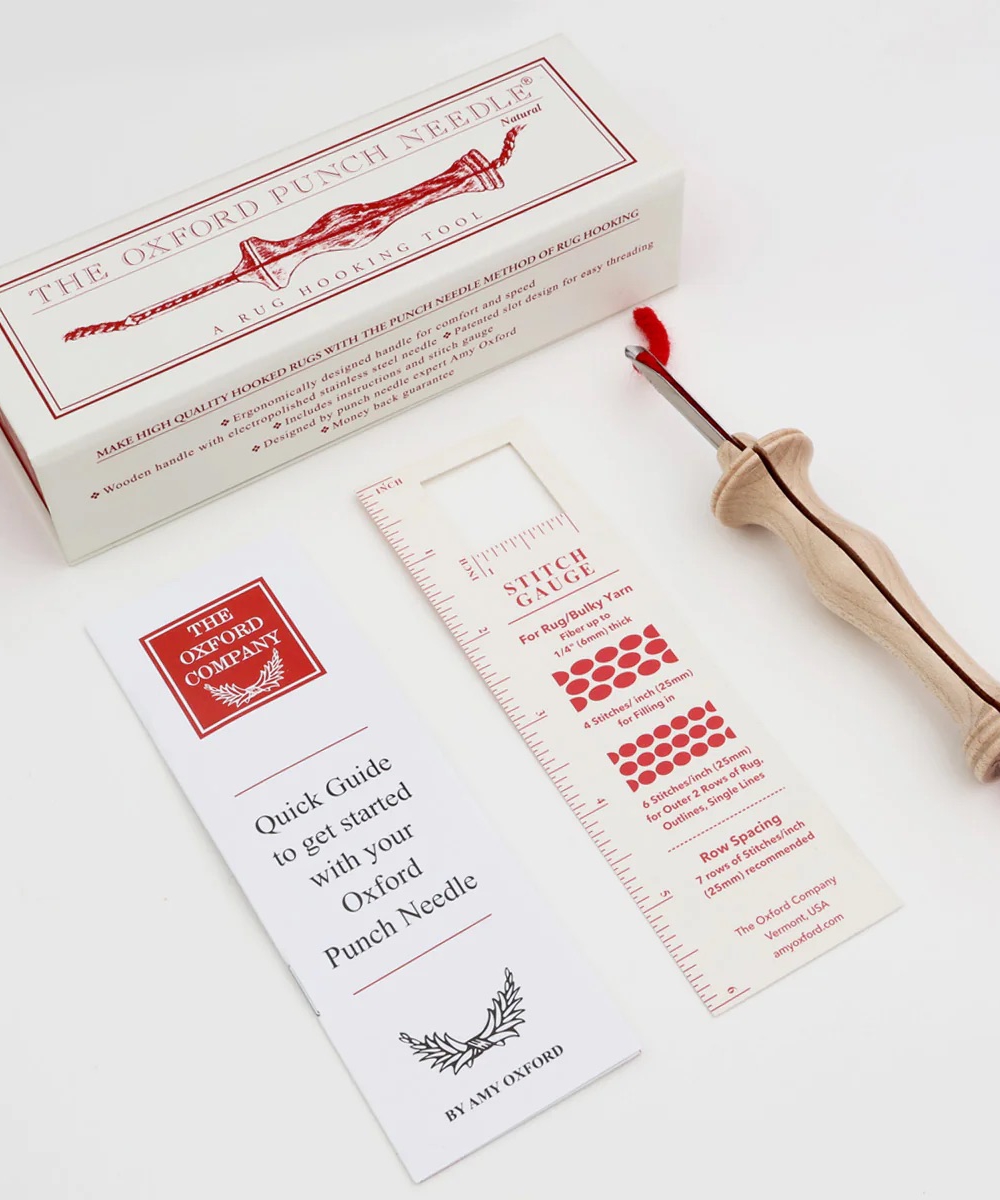 THE OXFORD PUNCH NEEDLE®
Natural
A RUG HOOKING TOOL
MAKE HIGH QUALITY HOOKED RUGS WITH THE PUNCH NEEDLE METHOD OF RUG HOOKING
❖ Ergonomically designed handle for comfort and speed
❖ Wooden handle with electropolished stainless steel needle ❖ Patented slot design for easy threading
❖ Includes instructions and stitch gauge
❖ Designed by punch needle expert Amy Oxford
❖ Money back guarantee
THE
OXFORD
COMPANY
Quick Guide
to get started
with your
Oxford
Punch Needle
BY AMY OXFORD
INCH
1
2
3
4
5
6
INCH
1
STITCH
GAUGE
For Rug/Bulky Yarn
Fiber up to
1/4" (6mm) thick
4 Stitches/ inch (25mm)
for Filling in
6 Stitches/inch (25mm)
for Outer 2 Rows of Rug,
Outlines, Single Lines
Row Spacing
7 rows of Stitches/inch
(25mm) recommended
The Oxford Company
Vermont, USA
amyoxford.com